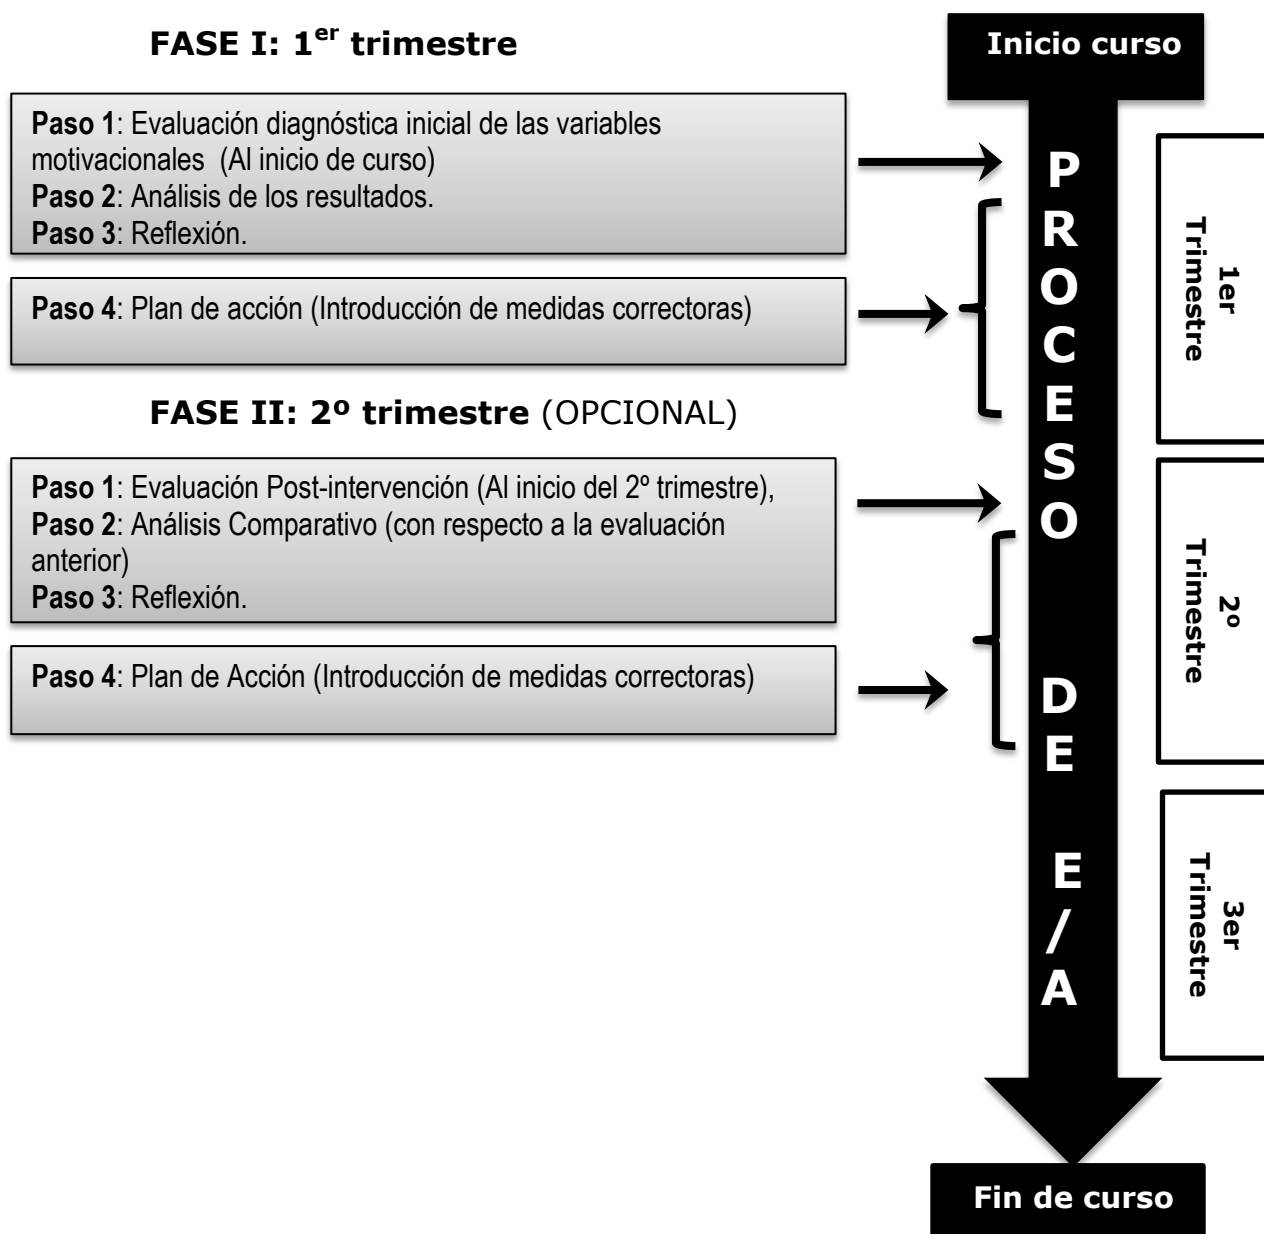 FASE I: 1er trimestre
Inicio curso
Paso 1: Evaluación diagnóstica inicial de las variables
motivacionales (Al inicio de curso)
Paso 2: Análisis de los resultados.
Paso 3: Reflexión.
Paso 4: Plan de acción (Introducción de medidas correctoras)
FASE II: 2º trimestre (OPCIONAL)
Paso 1: Evaluación Post-intervención (Al inicio del 2º trimestre),
Paso 2: Análisis Comparativo (con respecto a la evaluación
anterior)
Paso 3: Reflexión.
Paso 4: Plan de Acción (Introducción de medidas correctoras)
PROCESO DE E/A
1er
Trimestre
2º
Trimestre
3er
Trimestre
Fin de curso